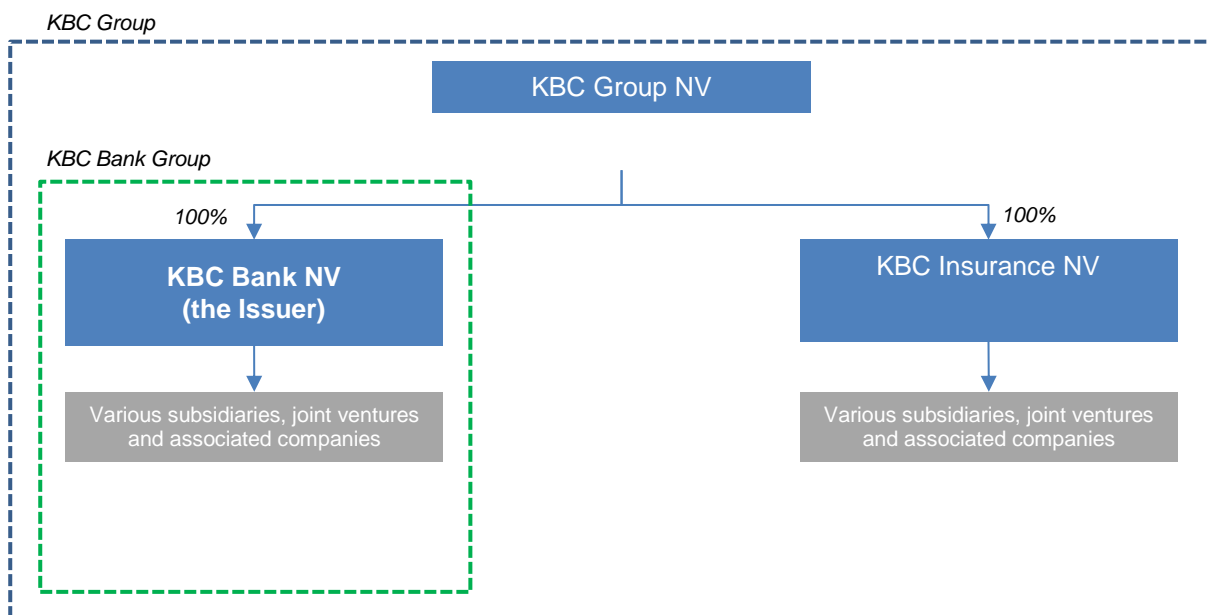 KBC Group
KBC Group NV
KBC Bank Group
100%
100%
KBC Bank NV
(the Issuer)
KBC Insurance NV
Various subsidiaries, joint ventures
and associated companies
Various subsidiaries, joint ventures
and associated companies